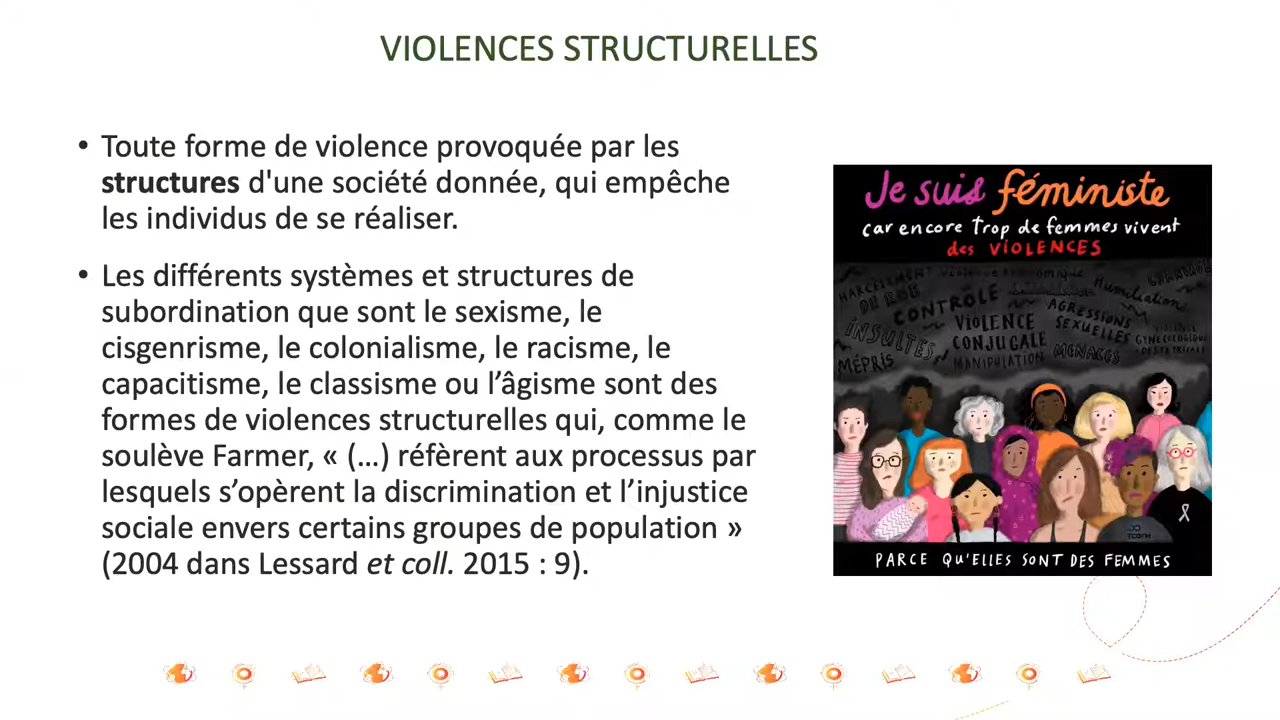 VIOLENCES STRUCTURELLES
• Toute forme de violence provoquée par les
structures d'une société donnée, qui empêche
les individus de se réaliser.
• Les différents systèmes et structures de
subordination que sont le sexisme, le
cisgenrisme, le colonialisme, le racisme, le
capacitisme, le classisme ou l’âgisme sont des
formes de violences structurelles qui, comme le
soulève Farmer, « (…) réfèrent aux processus par
lesquels s’opèrent la discrimination et l’injustice
sociale envers certains groupes de population »
(2004 dans Lessard et coll. 2015 : 9).
Je suis féministe
car encore trop de femmes vivent
des VIOLENCES
HARCÈLEMENT DE RUE
violence économique
Humiliation
CONTRÔLE
AGRESSIONS SEXUELLES
INSULTES
VIOLENCE CONJUGALE
MÉPRIS
MANIPULATION
MENACES
PARCE QU'ELLES SONT DES FEMMES